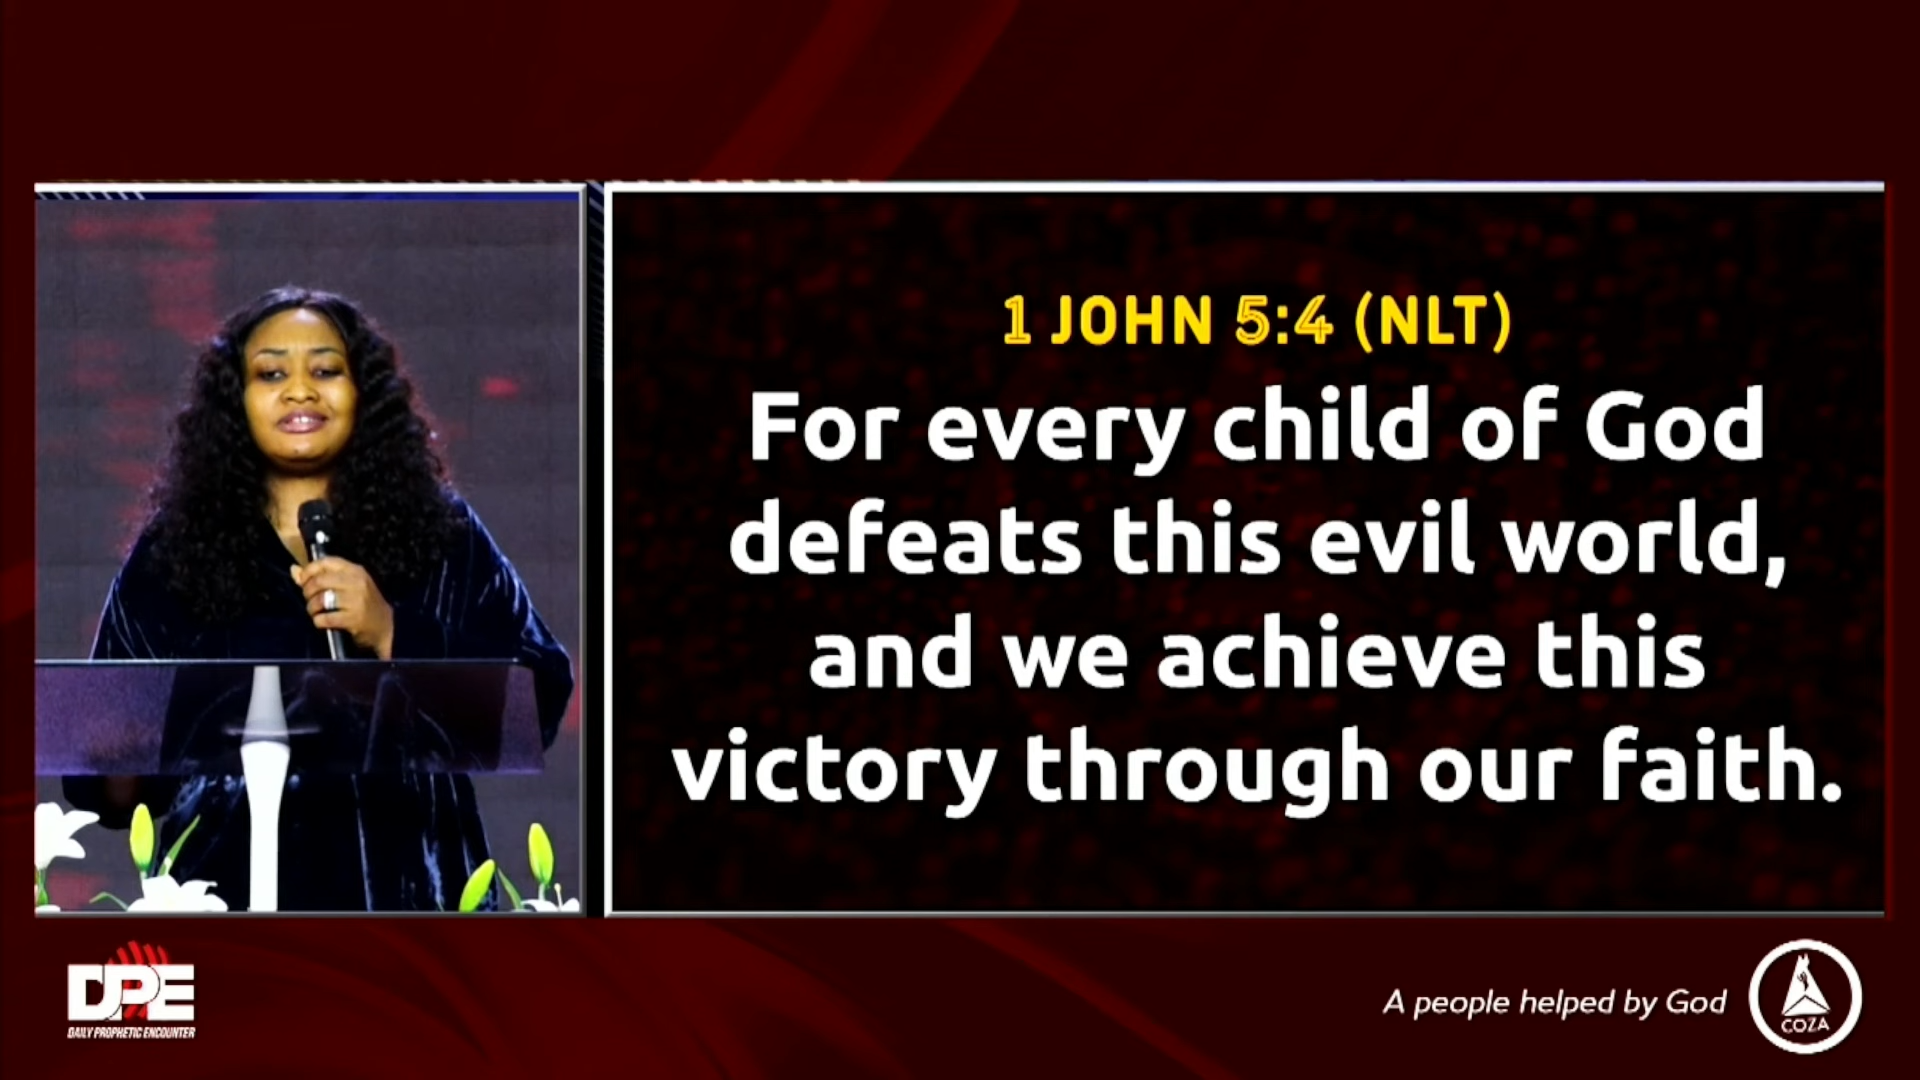 1 JOHN 5:4 (NLT)
For every child of God
defeats this evil world,
and we achieve this
victory through our faith.
DPE
DAILY PROPHETIC ENCOUNTER
A people helped by God
COZA